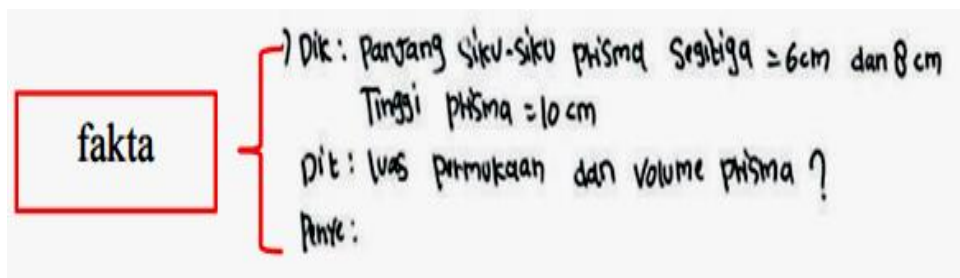 fakta
) Dik : Panjang siku-siku prisma segitiga = 6cm dan 8 cm
Tinggi prisma = 10 cm
Dit : luas permukaan dan volume prisma ?
Penye :